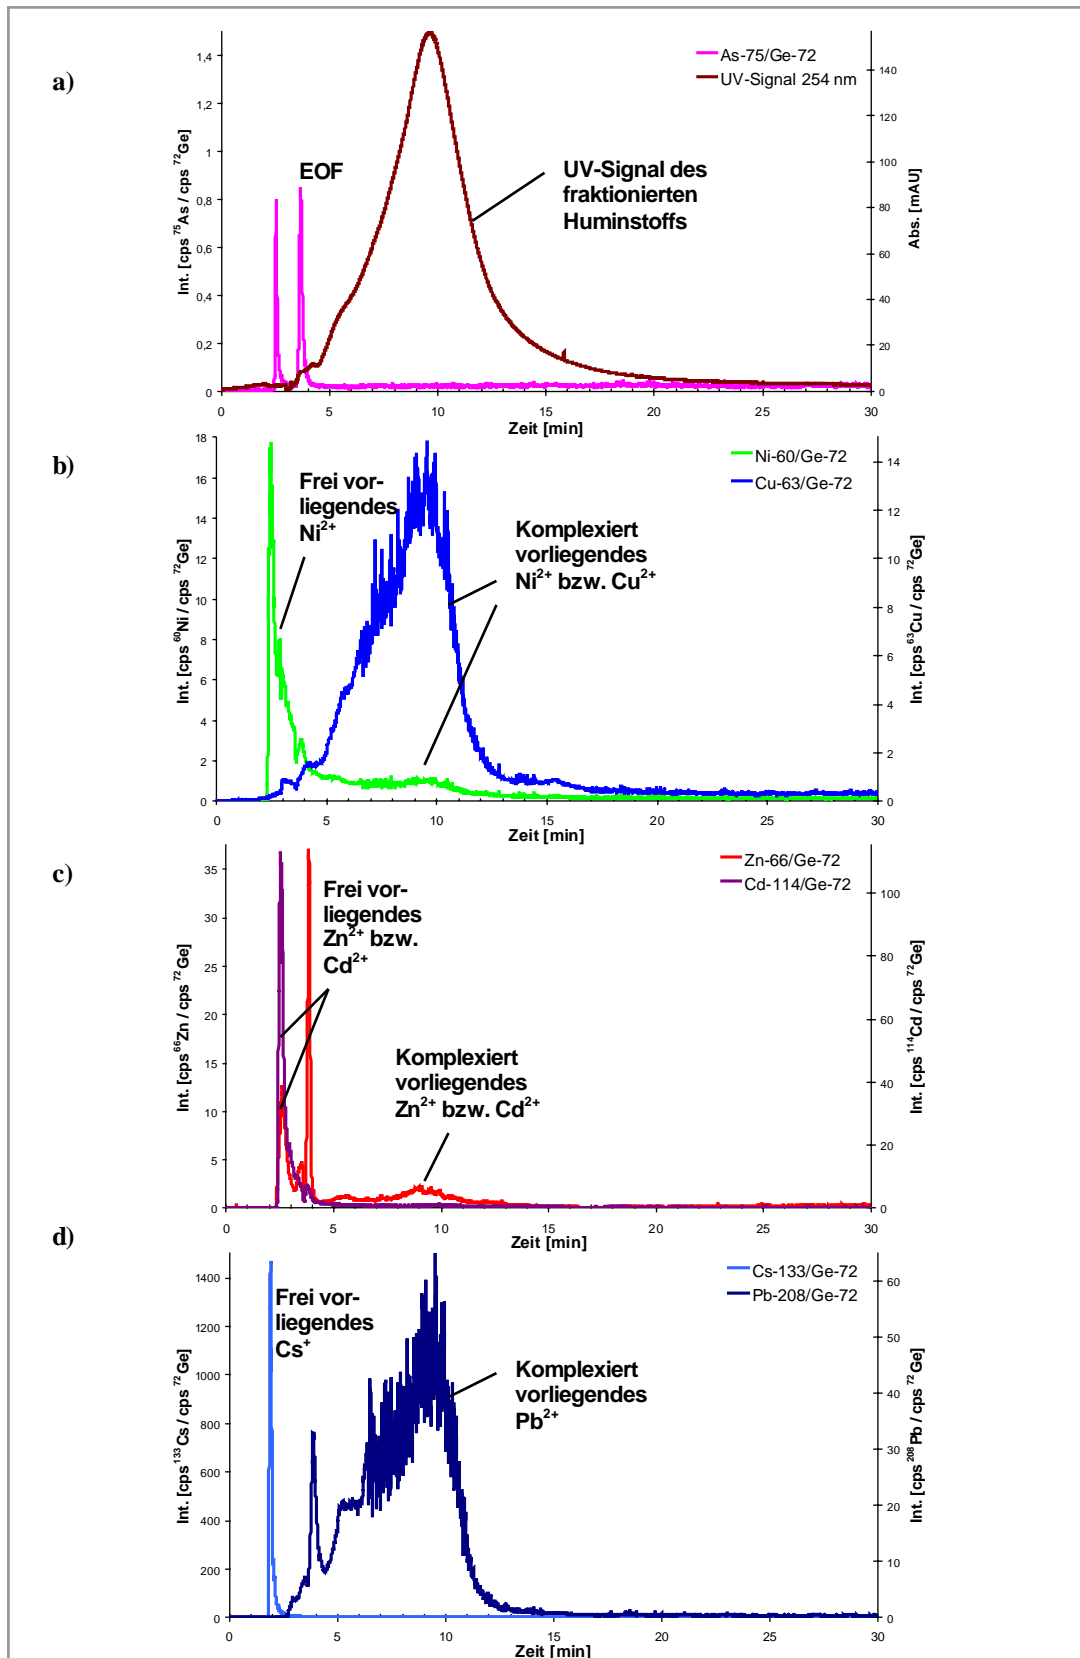 a)
Int. [cps ⁷⁵As / cps ⁷²Ge]
1,4
1,2
1
0,8
0,6
0,4
0,2
0
As-75/Ge-72
UV-Signal 254 nm
EOF
UV-Signal des
fraktionierten
Huminstoffs
140
120
100
80
60
40
20
0
Abs. [mAU]
0 5 10 15 20 25 30
Zeit [min]
b)
Int. [cps ⁶⁰Ni / cps ⁷²Ge]
18
16
14
12
10
8
6
4
2
0
Ni-60/Ge-72
Cu-63/Ge-72
Frei vor-
liegendes
Ni²⁺
Komplexiert
vorliegendes
Ni²⁺ bzw. Cu²⁺
14
12
10
8
6
4
2
0
Int. [cps ⁶³Cu / cps ⁷²Ge]
0 5 10 15 20 25 30
Zeit [min]
c)
Int. [cps ⁶⁶Zn / cps ⁷²Ge]
35
30
25
20
15
10
5
0
Zn-66/Ge-72
Cd-114/Ge-72
Frei vor-
liegendes
Zn²⁺ bzw.
Cd²⁺
Komplexiert
vorliegendes
Zn²⁺ bzw. Cd²⁺
100
80
60
40
20
0
Int. [cps ¹¹⁴Cd / cps ⁷²Ge]
0 5 10 15 20 25 30
Zeit [min]
d)
Int. [cps ¹³³Cs / cps ⁷²Ge]
1400
1200
1000
800
600
400
200
0
Cs-133/Ge-72
Pb-208/Ge-72
Frei vor-
liegendes
Cs⁺
Komplexiert
vorliegendes
Pb²⁺
60
50
40
30
20
10
0
Int. [cps ²⁰⁸Pb / cps ⁷²Ge]
0 5 10 15 20 25 30
Zeit [min]